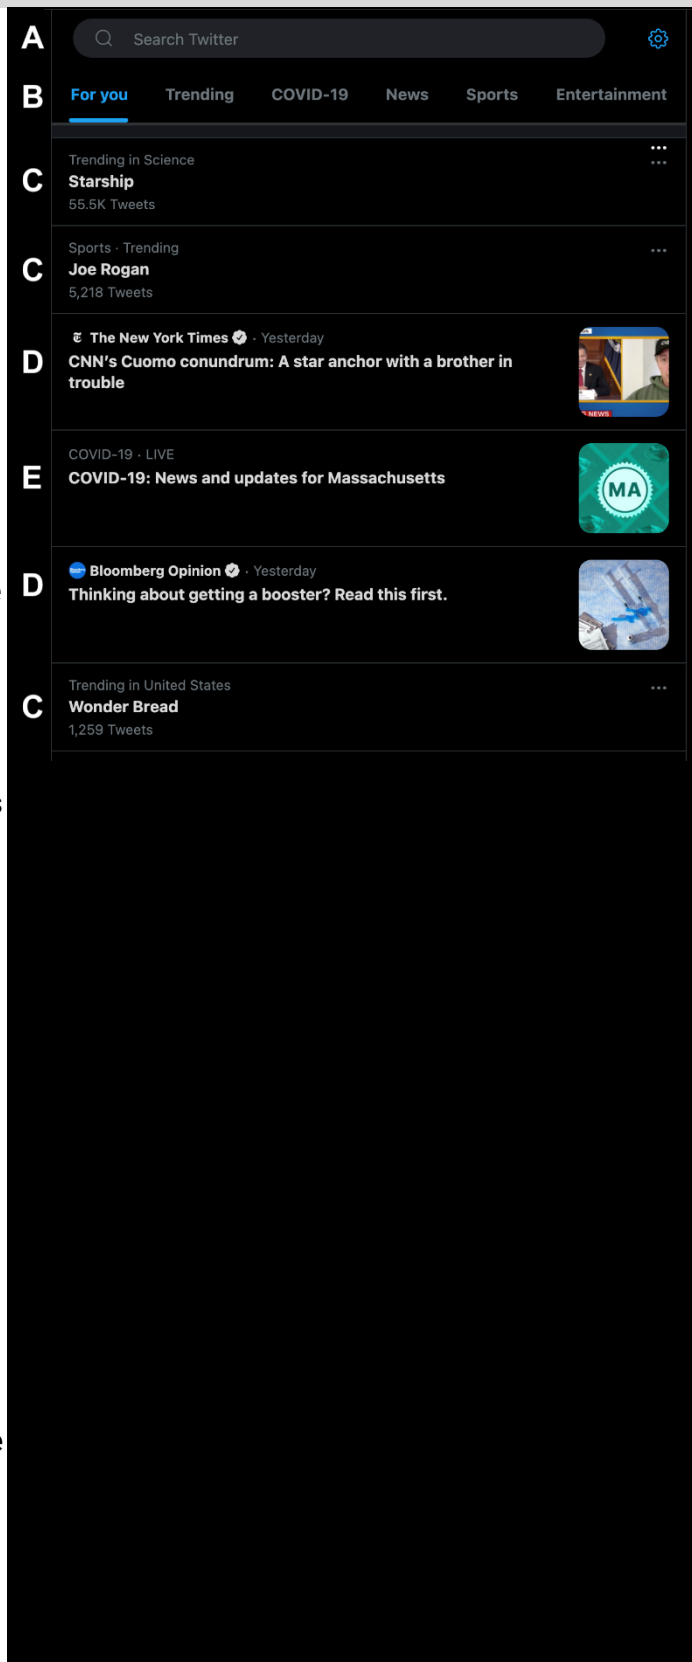 A
Search Twitter
B
For you Trending COVID-19 News Sports Entertainment
Trending in Science
C
Starship
55.5K Tweets
Sports · Trending
C
Joe Rogan
5,218 Tweets
The New York Times · Yesterday
D
CNN's Cuomo conundrum: A star anchor with a brother in
trouble
NEWS
COVID-19 · LIVE
E
COVID-19: News and updates for Massachusetts
MA
Bloomberg Opinion · Yesterday
D
Thinking about getting a booster? Read this first.
Trending in United States
C
Wonder Bread
1,259 Tweets